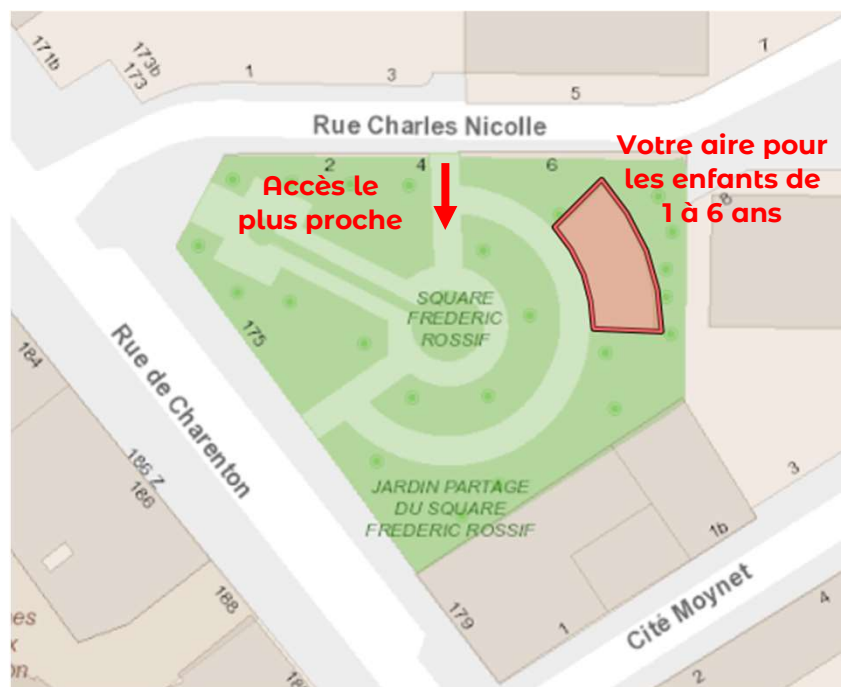 171b
173b
173
1
3
5
7
Rue Charles Nicolle
2
4
6
8
Accès le
plus proche
Votre aire pour
les enfants de
1 à 6 ans
SQUARE
FREDERIC
ROSSIF
175
Rue de Charenton
184
186 Z
186
188
JARDIN PARTAGE
DU SQUARE
FREDERIC ROSSIF
179
1
1b
3
Cité Moynet
2
4